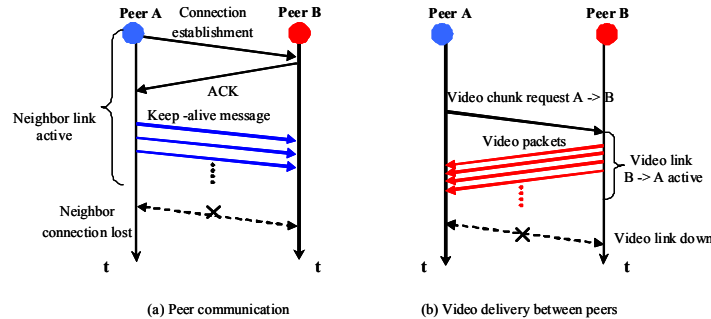 Peer A
Connection
establishment
Peer B
ACK
Neighbor link
active
Keep -alive message
Neighbor
connection lost
t
t
(a) Peer communication
Peer A
Peer B
Video chunk request A -> B
Video packets
Video link
B -> A active
Video link down
t
t
(b) Video delivery between peers